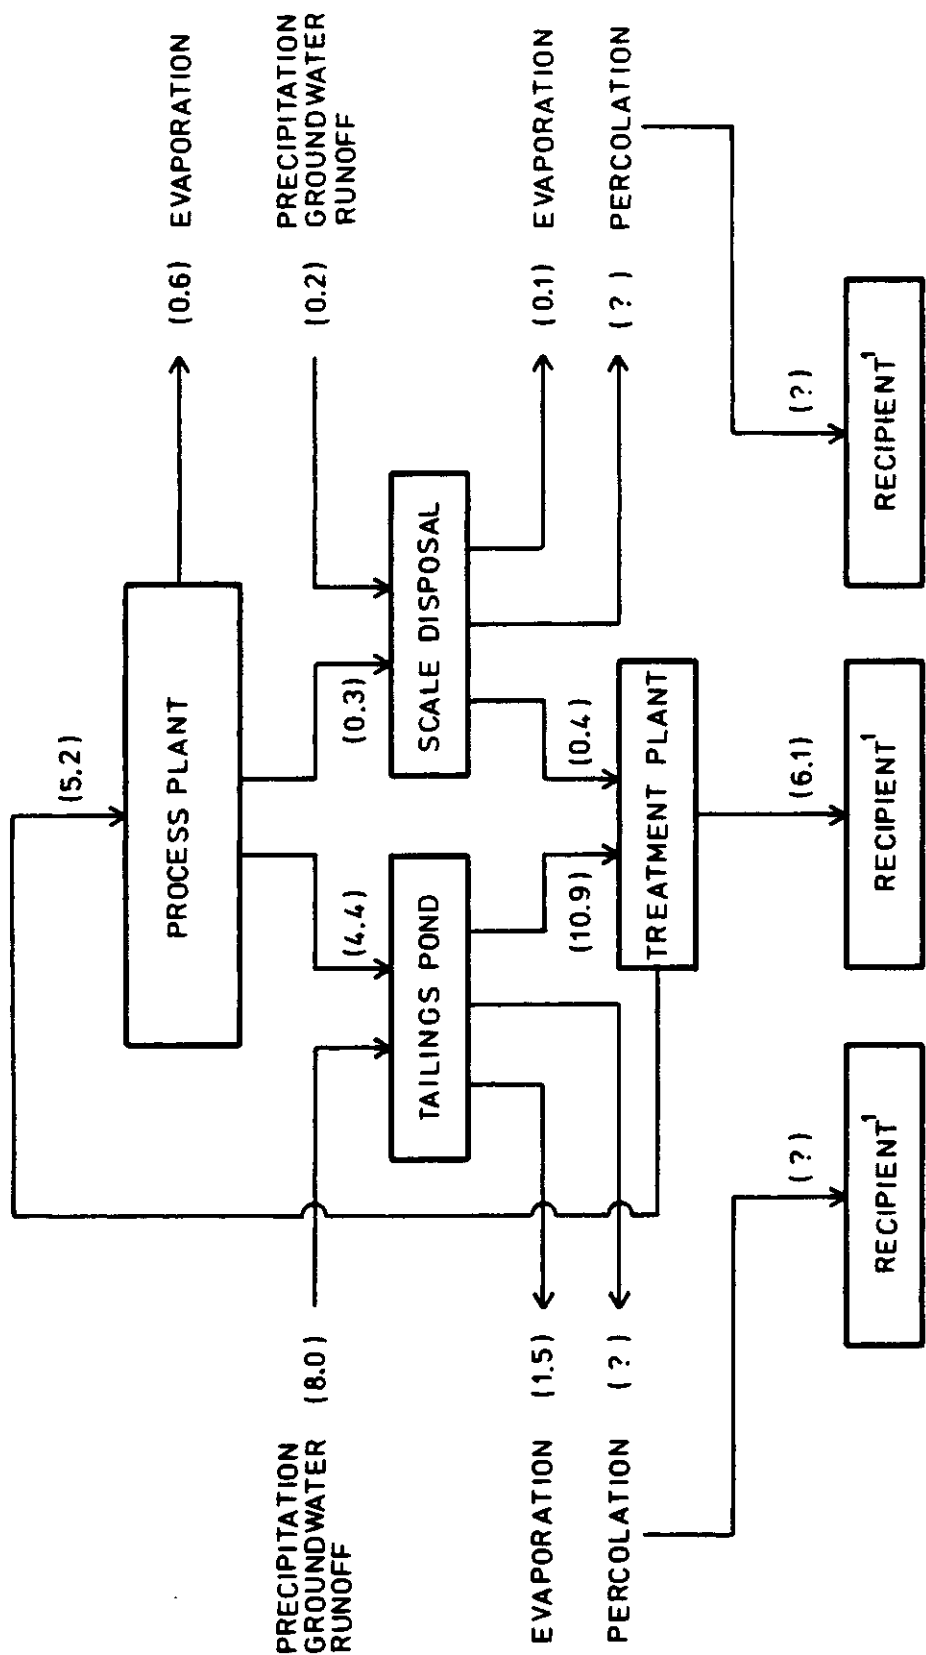 (5.2)
PROCESS PLANT
(0.6) EVAPORATION
PRECIPITATION
GROUNDWATER
RUNOFF
(8.0)
(4.4)
(0.3)
(0.2)
PRECIPITATION
GROUNDWATER
RUNOFF
TAILINGS POND
SCALE DISPOSAL
EVAPORATION (1.5)
(10.9)
(0.4)
(0.1) EVAPORATION
PERCOLATION (?)
(?) PERCOLATION
TREATMENT PLANT
(?)
(6.1)
(?)
RECIPIENT¹
RECIPIENT¹
RECIPIENT¹